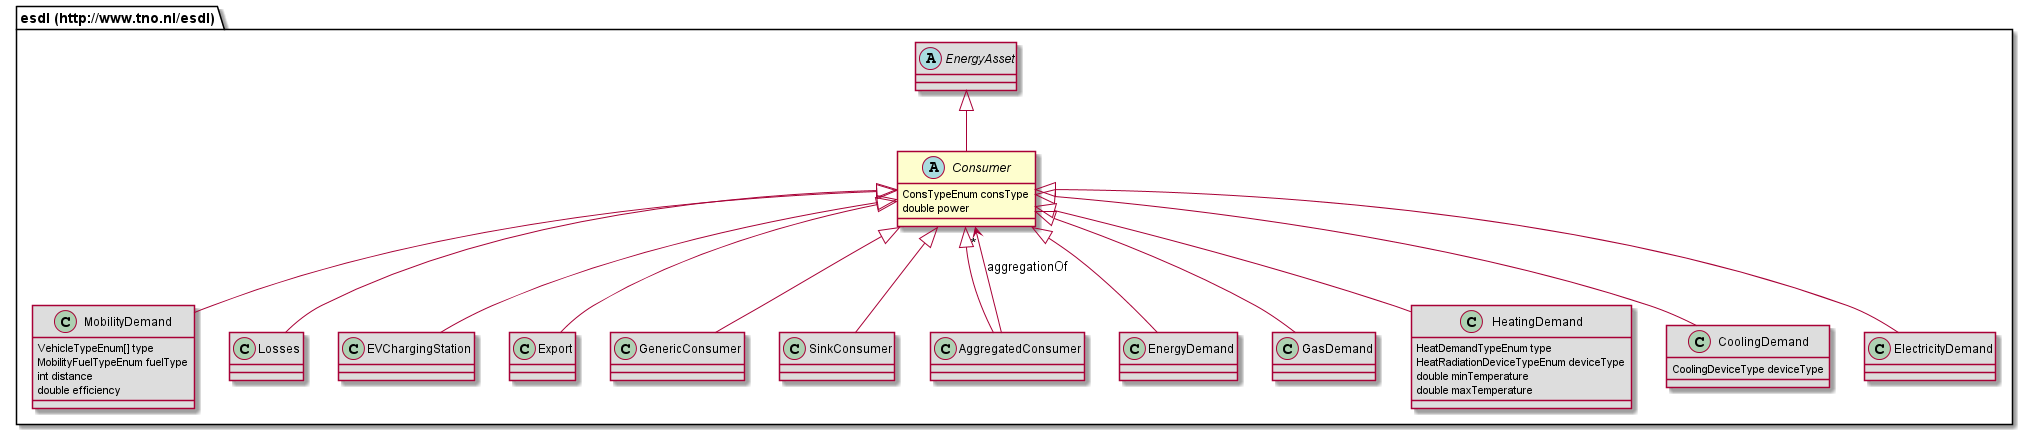 esdl (http://www.tno.nl/esdl)
A EnergyAsset
A Consumer
ConsTypeEnum consType
double power
*
aggregationOf
C MobilityDemand
VehicleTypeEnum[] type
MobilityFuelTypeEnum fuelType
int distance
double efficiency
C Losses
C EVChargingStation
C Export
C GenericConsumer
C SinkConsumer
C AggregatedConsumer
C EnergyDemand
C GasDemand
C HeatingDemand
HeatDemandTypeEnum type
HeatRadiationDeviceTypeEnum deviceType
double minTemperature
double maxTemperature
C CoolingDemand
CoolingDeviceType deviceType
C ElectricityDemand